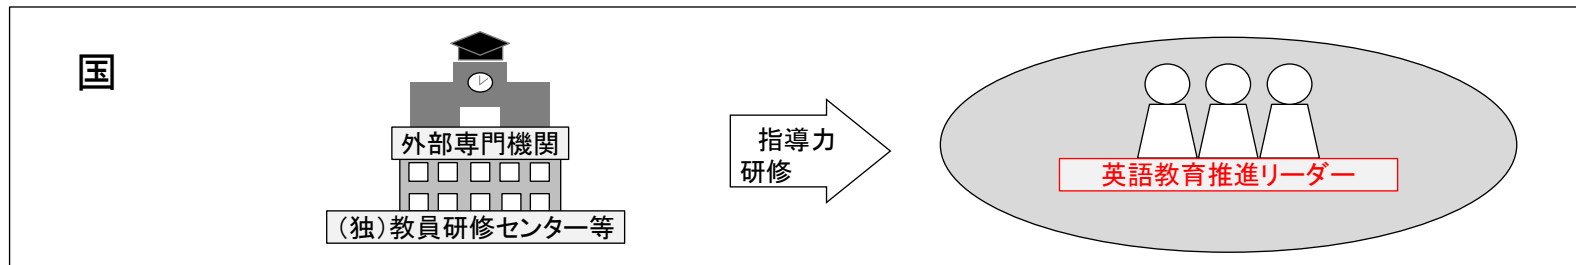 国
外部専門機関
(独)教員研修センター等
指導力
研修
英語教育推進リーダー